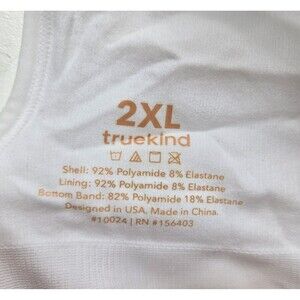 2XL
truekind
Shell: 92% Polyamide 8% Elastane
Lining: 92% Polyamide 8% Elastane
Bottom Band: 82% Polyamide 18% Elastane
Designed in USA. Made in China.
#10024 | RN #156403